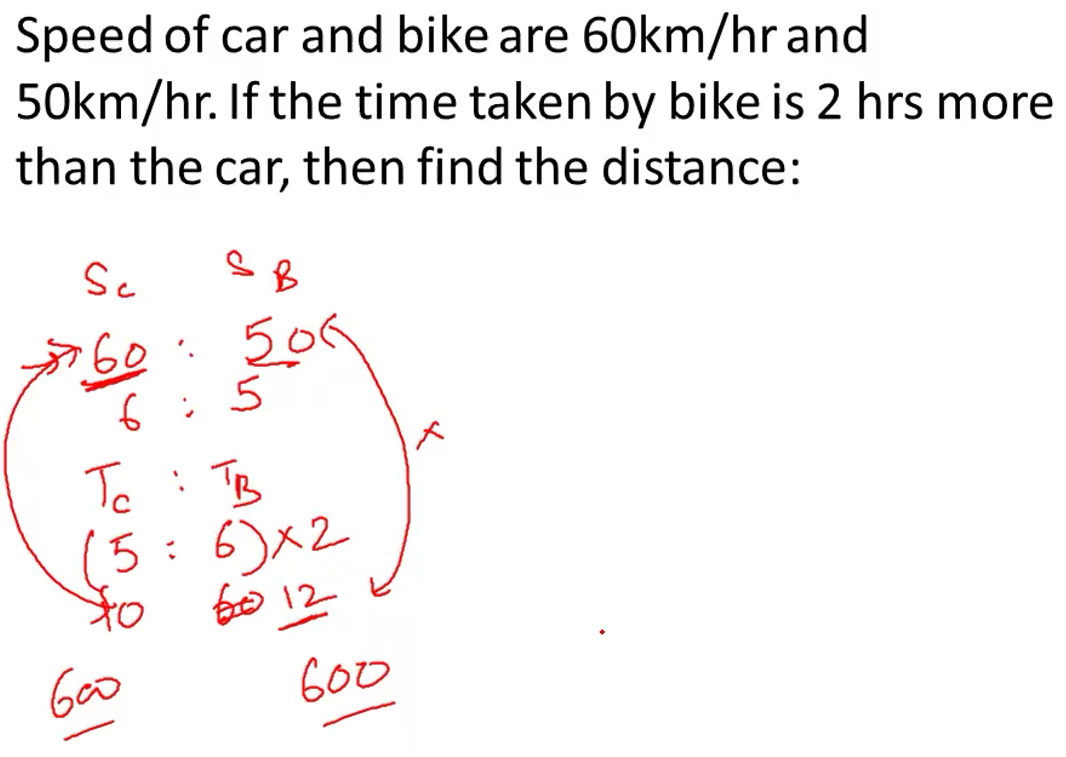 Speed of car and bike are 60km/hr and
50km/hr. If the time taken by bike is 2 hrs more
than the car, then find the distance:
Sc SB
60 : 50
6 : 5
×
Tc : TB
(5 : 6)×2
10 60 12
600 600